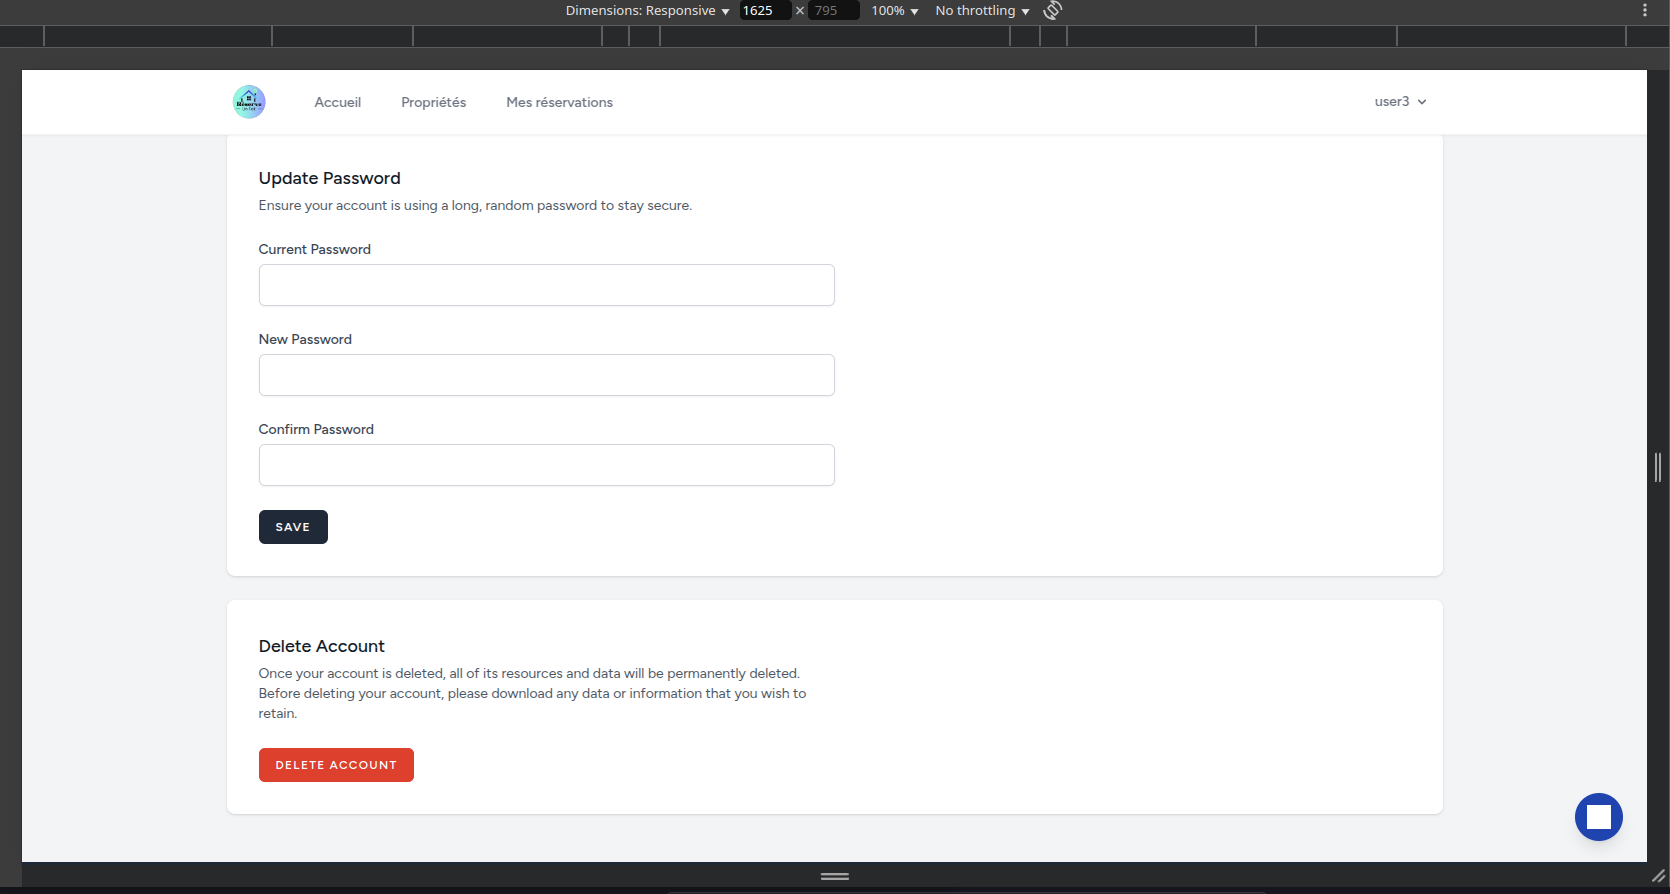 Dimensions: Responsive 1625 × 795 100% No throttling
Reserve
Accueil Propriétés Mes réservations user3
Update Password
Ensure your account is using a long, random password to stay secure.
Current Password
New Password
Confirm Password
SAVE
Delete Account
Once your account is deleted, all of its resources and data will be permanently deleted.
Before deleting your account, please download any data or information that you wish to
retain.
DELETE ACCOUNT